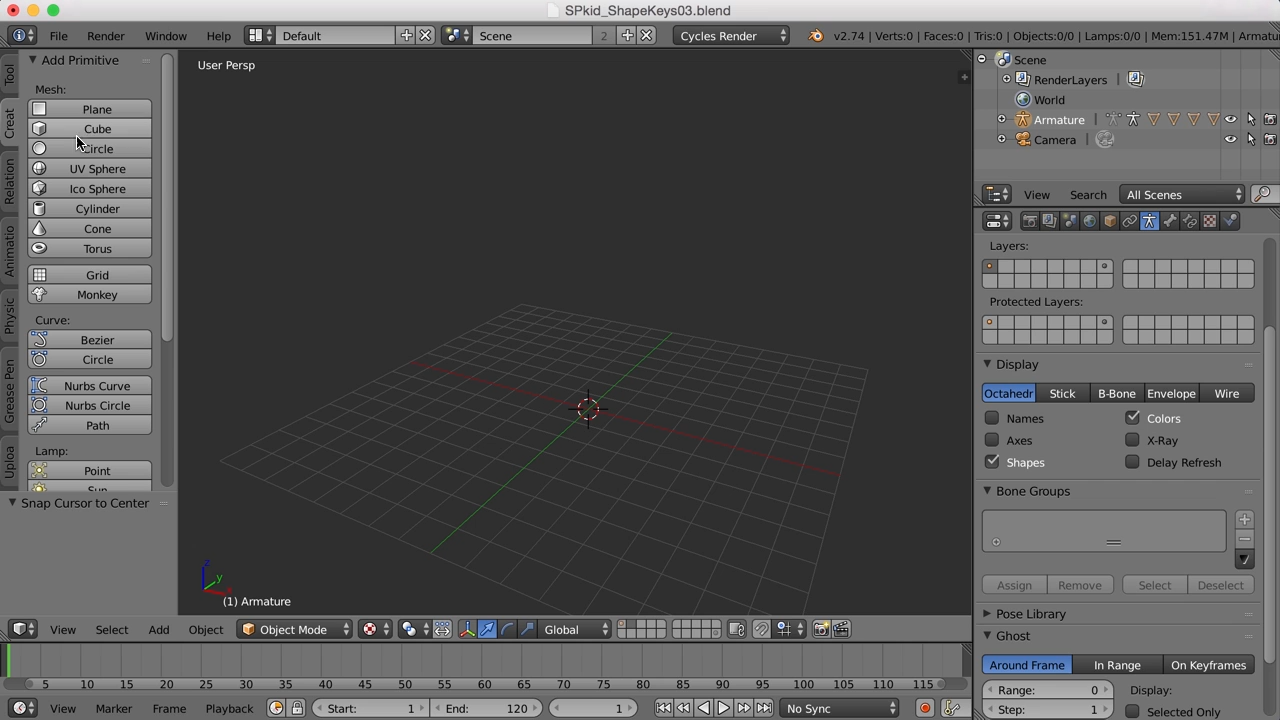 SPkid_ShapeKeys03.blend
File Render Window Help Default Scene 2 Cycles Render v2.74 | Verts:0 | Faces:0 | Tris:0 | Objects:0/0 | Lamps:0/0 | Mem:151.47M | Armatu
Tool
Creat
Relation
Animatio
Physic
Grease Pen
Uploa
Add Primitive
Mesh:
Plane
Cube
Circle
UV Sphere
Ico Sphere
Cylinder
Cone
Torus
Grid
Monkey
Curve:
Bezier
Circle
Nurbs Curve
Nurbs Circle
Path
Lamp:
Point
Sun
Snap Cursor to Center
User Persp
z
y
x
(1) Armature
View Select Add Object Object Mode Global
5 10 15 20 25 30 35 40 45 50 55 60 65 70 75 80 85 90 95 100 105 110 115
View Marker Frame Playback Start: 1 End: 120 1 No Sync
Scene
RenderLayers |
World
Armature |
Camera |
View Search All Scenes
Layers:
Protected Layers:
Display
Octahedr Stick B-Bone Envelope Wire
Names Colors
Axes X-Ray
Shapes Delay Refresh
Bone Groups
Assign Remove Select Deselect
Pose Library
Ghost
Around Frame In Range On Keyframes
Range: 0 Display:
Step: 1 Selected Only